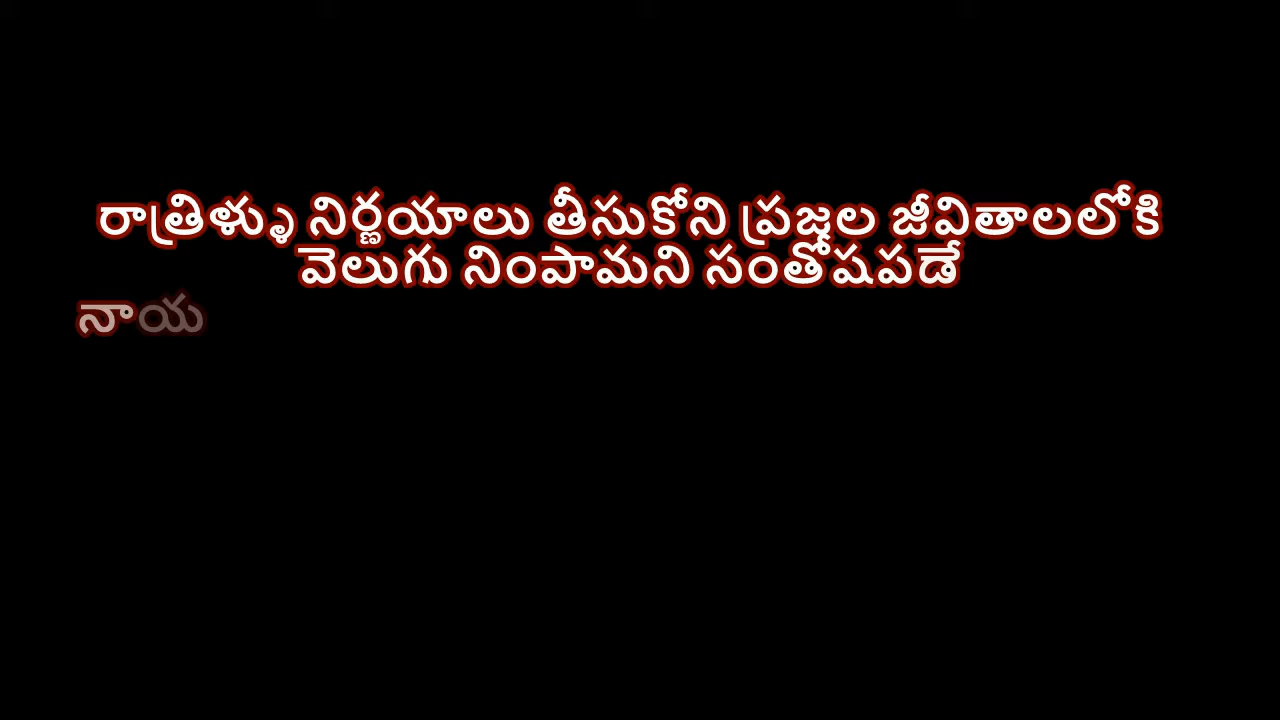 రాత్రిళ్ళు నిర్ణయాలు తీసుకోని ప్రజల జీవితాలలోకి
వెలుగు నింపామని సంతోషపడే
నాయ